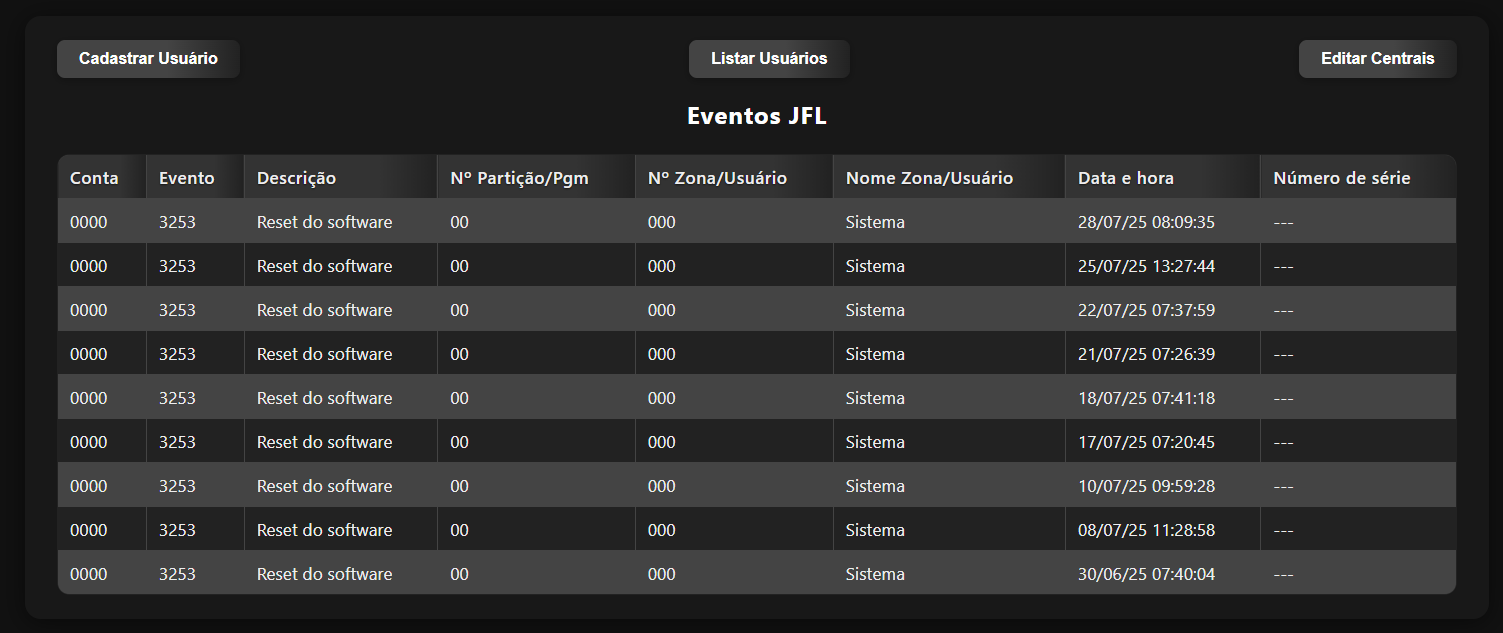 Cadastrar Usuário Listar Usuários Editar Centrais
Eventos JFL
Conta Evento Descrição Nº Partição/Pgm Nº Zona/Usuário Nome Zona/Usuário Data e hora Número de série
0000 3253 Reset do software 00 000 Sistema 28/07/25 08:09:35 ---
0000 3253 Reset do software 00 000 Sistema 25/07/25 13:27:44 ---
0000 3253 Reset do software 00 000 Sistema 22/07/25 07:37:59 ---
0000 3253 Reset do software 00 000 Sistema 21/07/25 07:26:39 ---
0000 3253 Reset do software 00 000 Sistema 18/07/25 07:41:18 ---
0000 3253 Reset do software 00 000 Sistema 17/07/25 07:20:45 ---
0000 3253 Reset do software 00 000 Sistema 10/07/25 09:59:28 ---
0000 3253 Reset do software 00 000 Sistema 08/07/25 11:28:58 ---
0000 3253 Reset do software 00 000 Sistema 30/06/25 07:40:04 ---